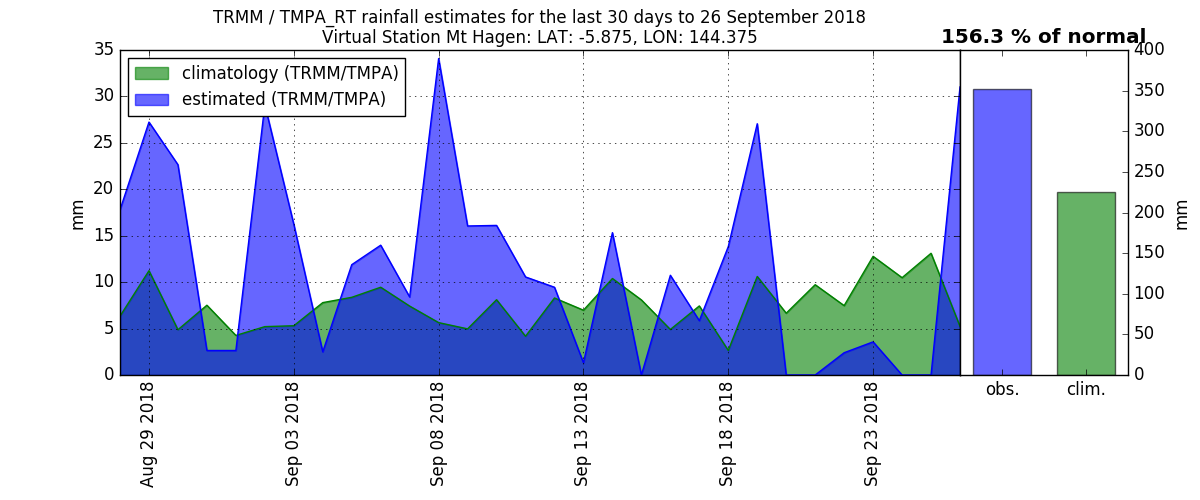 TRMM / TMPA_RT rainfall estimates for the last 30 days to 26 September 2018
Virtual Station Mt Hagen: LAT: -5.875, LON: 144.375
156.3 % of normal
climatology (TRMM/TMPA)
estimated (TRMM/TMPA)
mm
35
30
25
20
15
10
5
0
Aug 29 2018
Sep 03 2018
Sep 08 2018
Sep 13 2018
Sep 18 2018
Sep 23 2018
400
350
300
250
200
150
100
50
0
mm
obs.
clim.